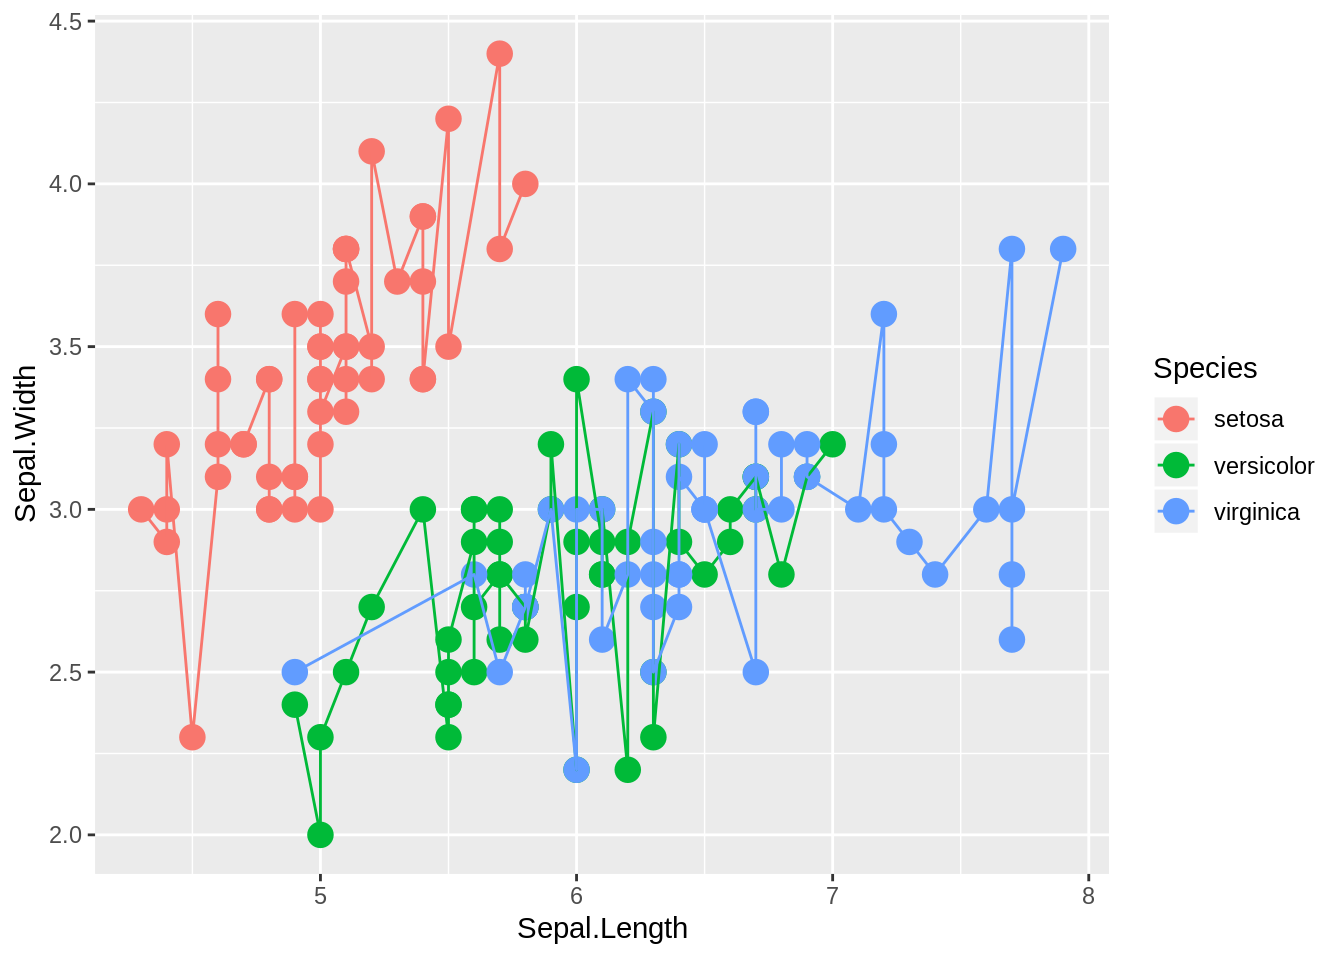 4.5
4.0
3.5
3.0
2.5
2.0
Sepal.Width
5 6 7 8
Sepal.Length
Species
setosa
versicolor
virginica